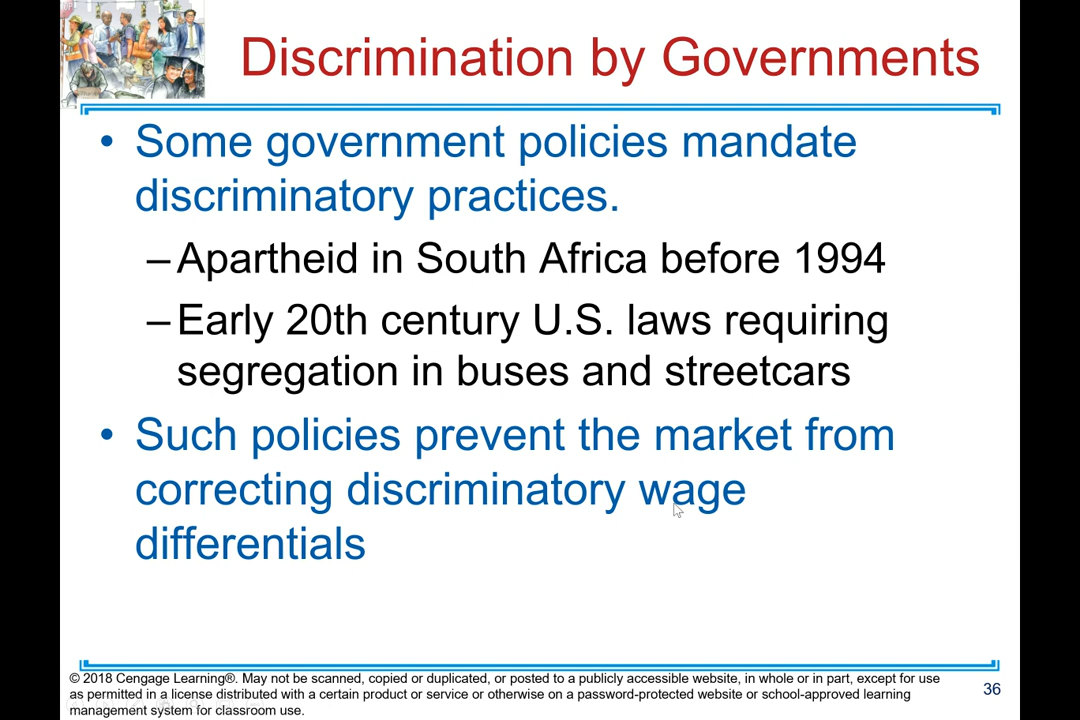 Discrimination by Governments
• Some government policies mandate
discriminatory practices.
– Apartheid in South Africa before 1994
– Early 20th century U.S. laws requiring
segregation in buses and streetcars
• Such policies prevent the market from
correcting discriminatory wage
differentials
© 2018 Cengage Learning®. May not be scanned, copied or duplicated, or posted to a publicly accessible website, in whole or in part, except for use
as permitted in a license distributed with a certain product or service or otherwise on a password-protected website or school-approved learning
management system for classroom use.
36